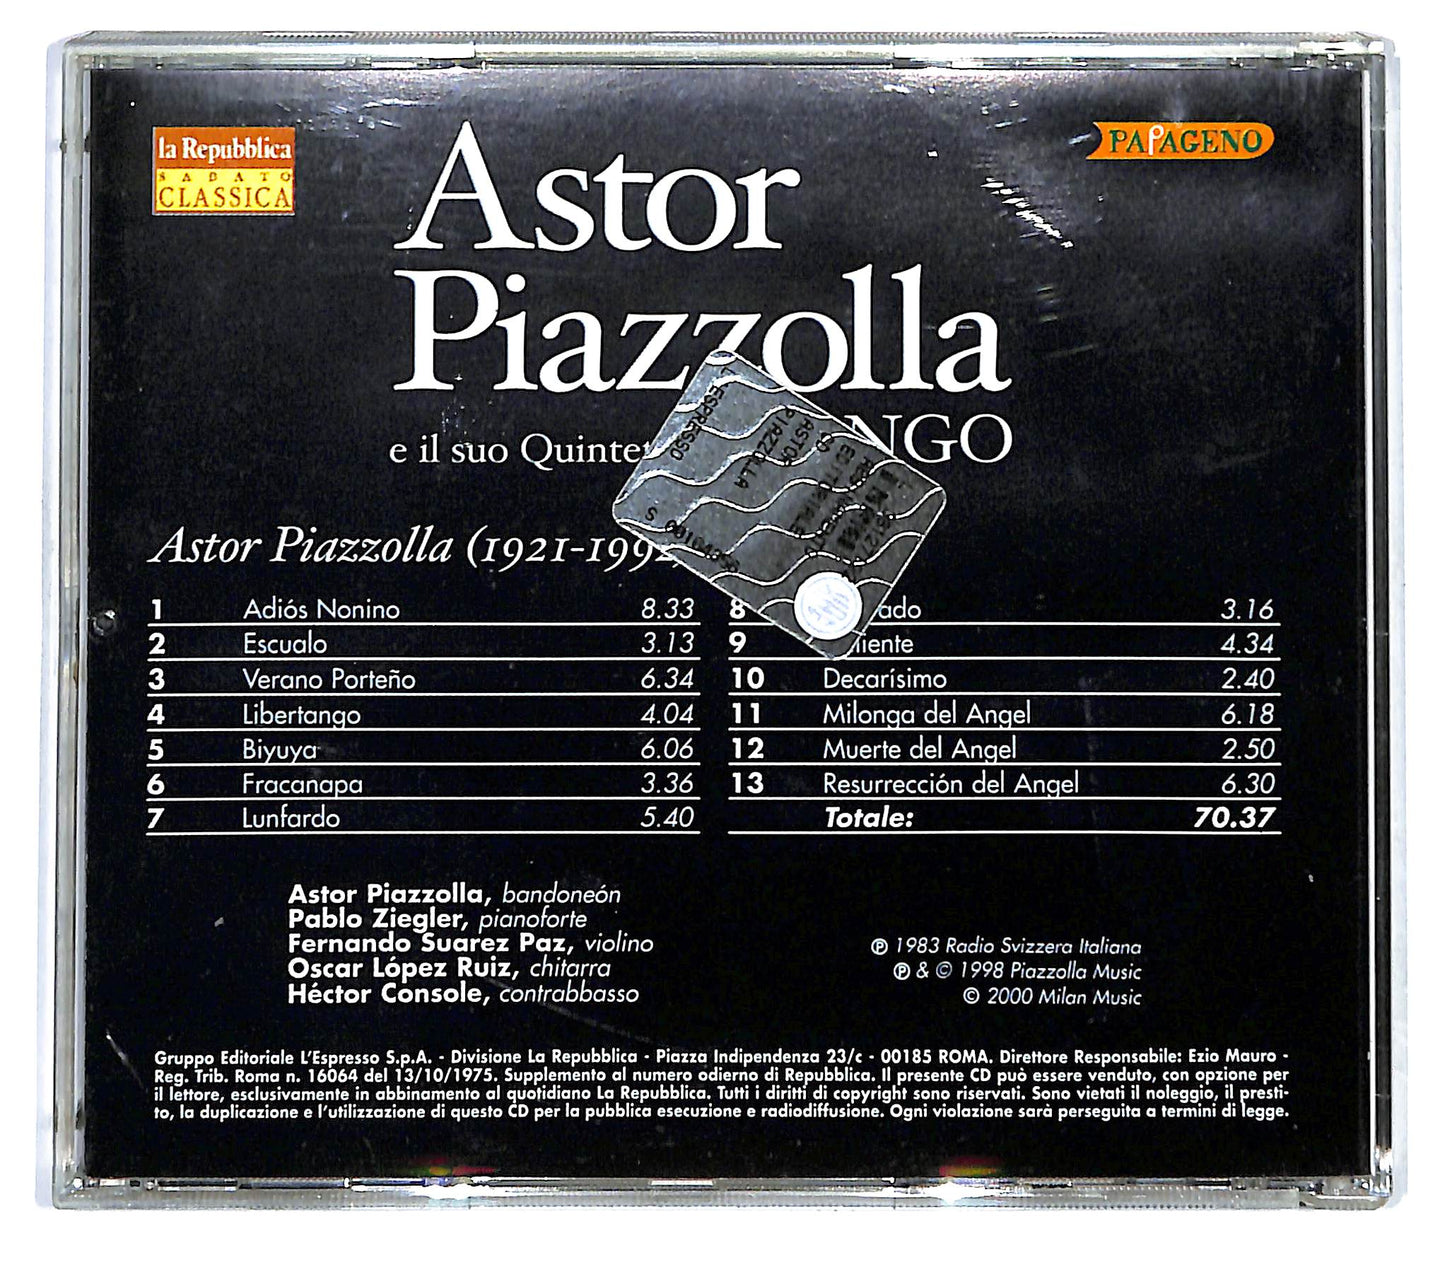 la Repubblica
SABATO
CLASSICA
PAPAGENO
Astor
Piazzolla
e il suo Quintet NGO
L'ESPRESSO
ASTOR
PIAZZOLLA
Astor Piazzolla (1921-1992
1 Adiós Nonino 8.33
2 Escualo 3.13
3 Verano Porteño 6.34
4 Libertango 4.04
5 Biyuya 6.06
6 Fracanapa 3.36
7 Lunfardo 5.40
8 ado 3.16
9 iente 4.34
10 Decarísimo 2.40
11 Milonga del Angel 6.18
12 Muerte del Angel 2.50
13 Resurrección del Angel 6.30
Totale: 70.37
Astor Piazzolla, bandoneón
Pablo Ziegler, pianoforte
Fernando Suarez Paz, violino
Oscar López Ruiz, chitarra
Héctor Console, contrabbasso
℗ 1983 Radio Svizzera Italiana
℗ & © 1998 Piazzolla Music
© 2000 Milan Music
Gruppo Editoriale L'Espresso S.p.A. - Divisione La Repubblica - Piazza Indipendenza 23/c - 00185 ROMA. Direttore Responsabile: Ezio Mauro -
Reg. Trib. Roma n. 16064 del 13/10/1975. Supplemento al numero odierno di Repubblica. Il presente CD può essere venduto, con opzione per
il lettore, esclusivamente in abbinamento al quotidiano La Repubblica. Tutti i diritti di copyright sono riservati. Sono vietati il noleggio, il presti-
to, la duplicazione e l'utilizzazione di questo CD per la pubblica esecuzione e radiodiffusione. Ogni violazione sarà perseguita a termini di legge.